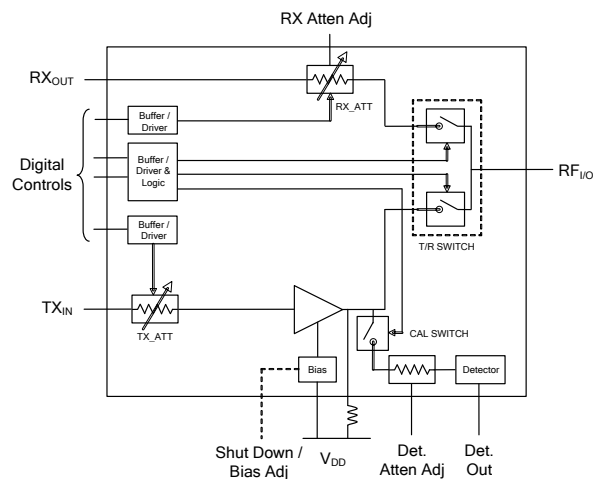 RX Atten Adj
RXOUT
RX_ATT
Buffer /
Driver
Digital
Controls
Buffer /
Driver &
Logic
RFI/O
T/R SWITCH
Buffer/
Driver
TXIN
TX_ATT
CAL SWITCH
Bias
Detector
Shut Down /
Bias Adj
VDD
Det.
Atten Adj
Det.
Out